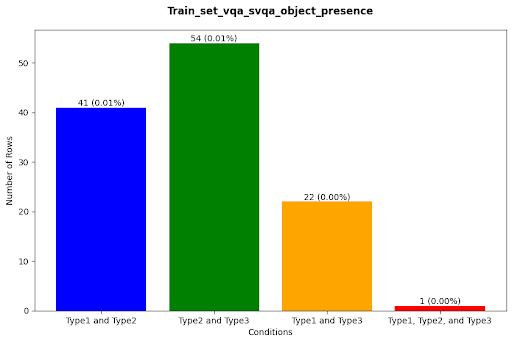 Train_set_vqa_svqa_object_presence
54 (0.01%)
41 (0.01%)
22 (0.00%)
1 (0.00%)
50
40
30
20
10
0
Number of Rows
Type1 and Type2
Type2 and Type3
Type1 and Type3
Type1, Type2, and Type3
Conditions